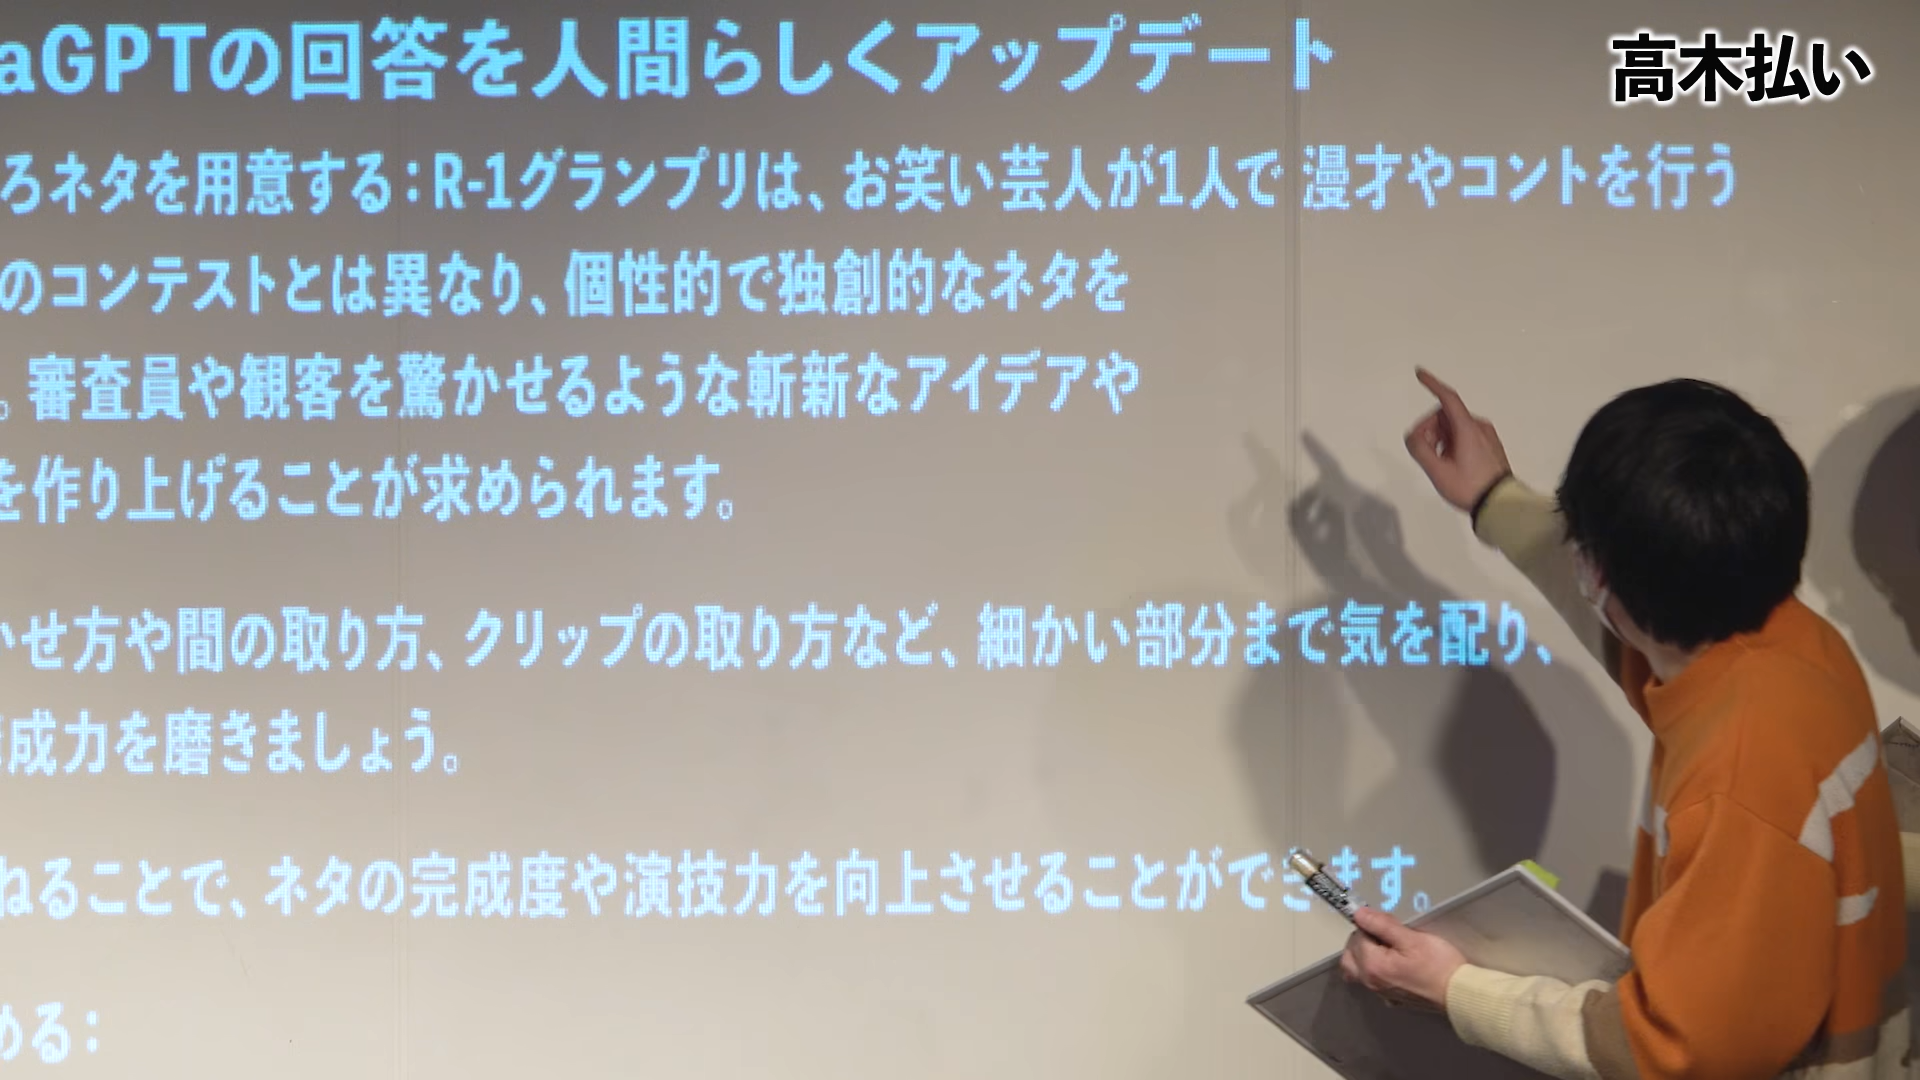 aGPTの回答を人間らしくアップデート
高木払い
ろネタを用意する：R-1グランプリは、お笑い芸人が1人で漫才やコントを行う
のコンテストとは異なり、個性的で独創的なネタを
。審査員や観客を驚かせるような斬新なアイデアや
を作り上げることが求められます。
かせ方や間の取り方、クリップの取り方など、細かい部分まで気を配り、
構成力を磨きましょう。
ねることで、ネタの完成度や演技力を向上させることができます。
める：